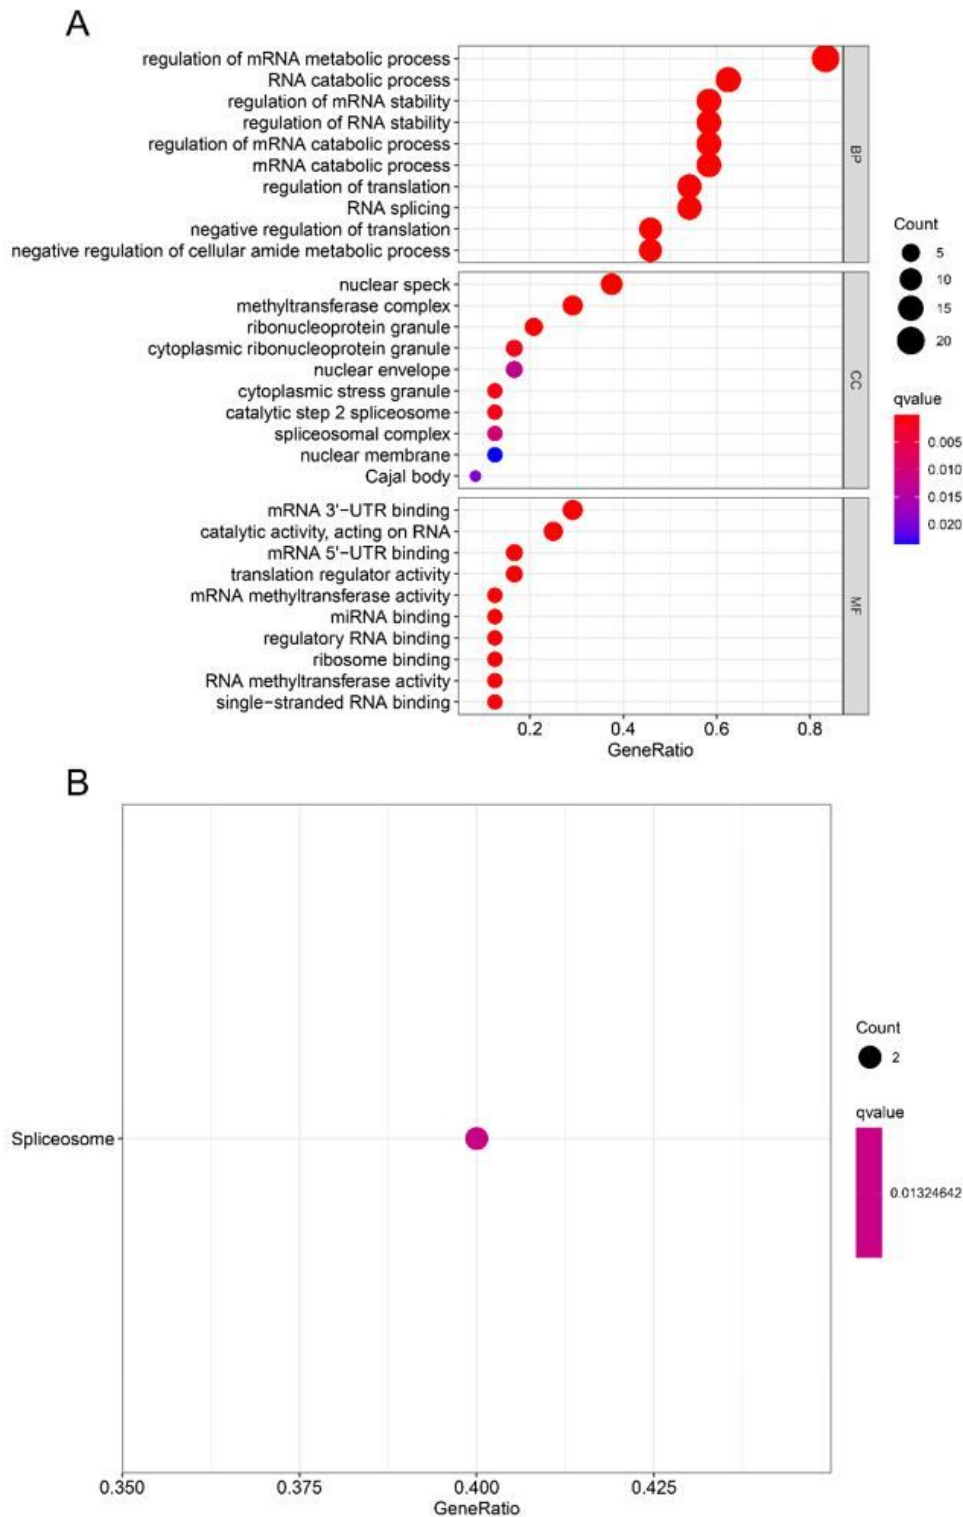 A
regulation of mRNA metabolic process
RNA catabolic process
regulation of mRNA stability
regulation of RNA stability
regulation of mRNA catabolic process
mRNA catabolic process
regulation of translation
RNA splicing
negative regulation of translation
negative regulation of cellular amide metabolic process
BP
nuclear speck
methyltransferase complex
ribonucleoprotein granule
cytoplasmic ribonucleoprotein granule
nuclear envelope
cytoplasmic stress granule
catalytic step 2 spliceosome
spliceosomal complex
nuclear membrane
Cajal body
CC
mRNA 3'−UTR binding
catalytic activity, acting on RNA
mRNA 5'−UTR binding
translation regulator activity
mRNA methyltransferase activity
miRNA binding
regulatory RNA binding
ribosome binding
RNA methyltransferase activity
single−stranded RNA binding
MF
0.2 0.4 0.6 0.8
GeneRatio
Count
5
10
15
20
qvalue
0.005
0.010
0.015
0.020
B
Spliceosome
0.350 0.375 0.400 0.425
GeneRatio
Count
2
qvalue
0.01324642